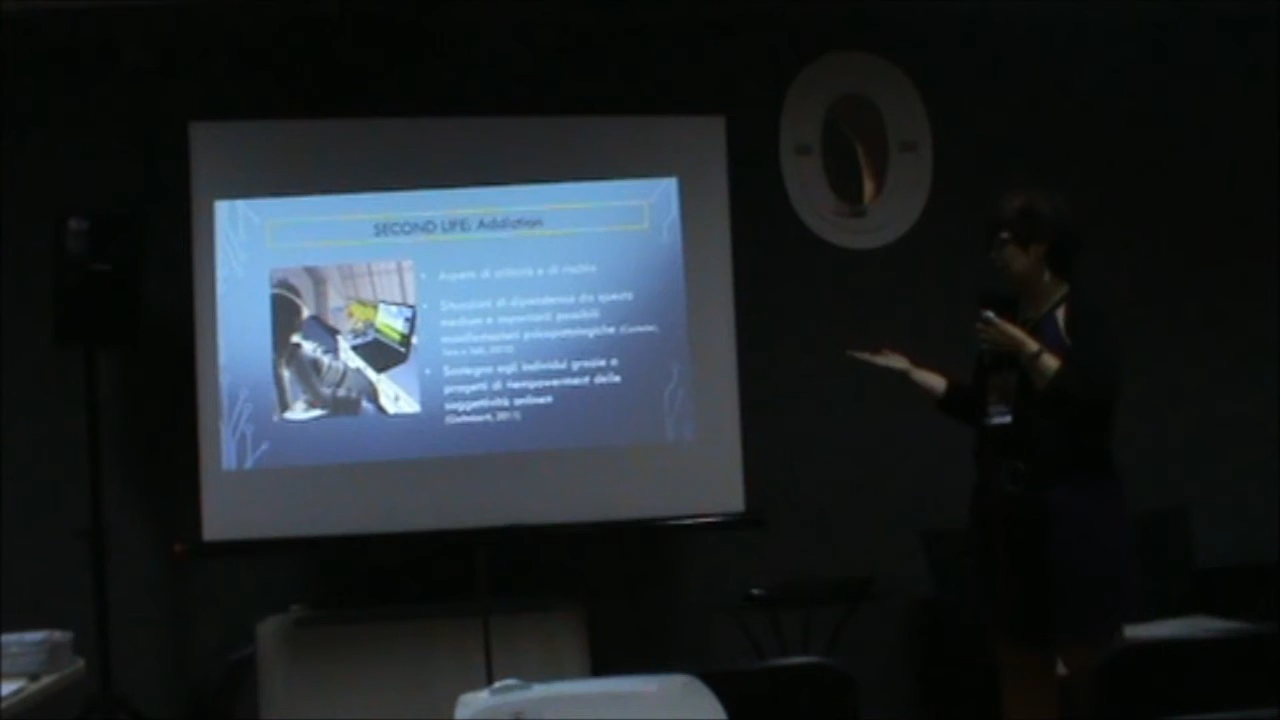 SECOND LIFE: Addiction
• Aspetti di criticità e di rischio
• Situazioni di dipendenza da questo
medium e importanti possibili
manifestazioni psicopatologiche
• Sostegno agli individui grazie a
progetti di «empowerment delle
soggettività online»
2011)